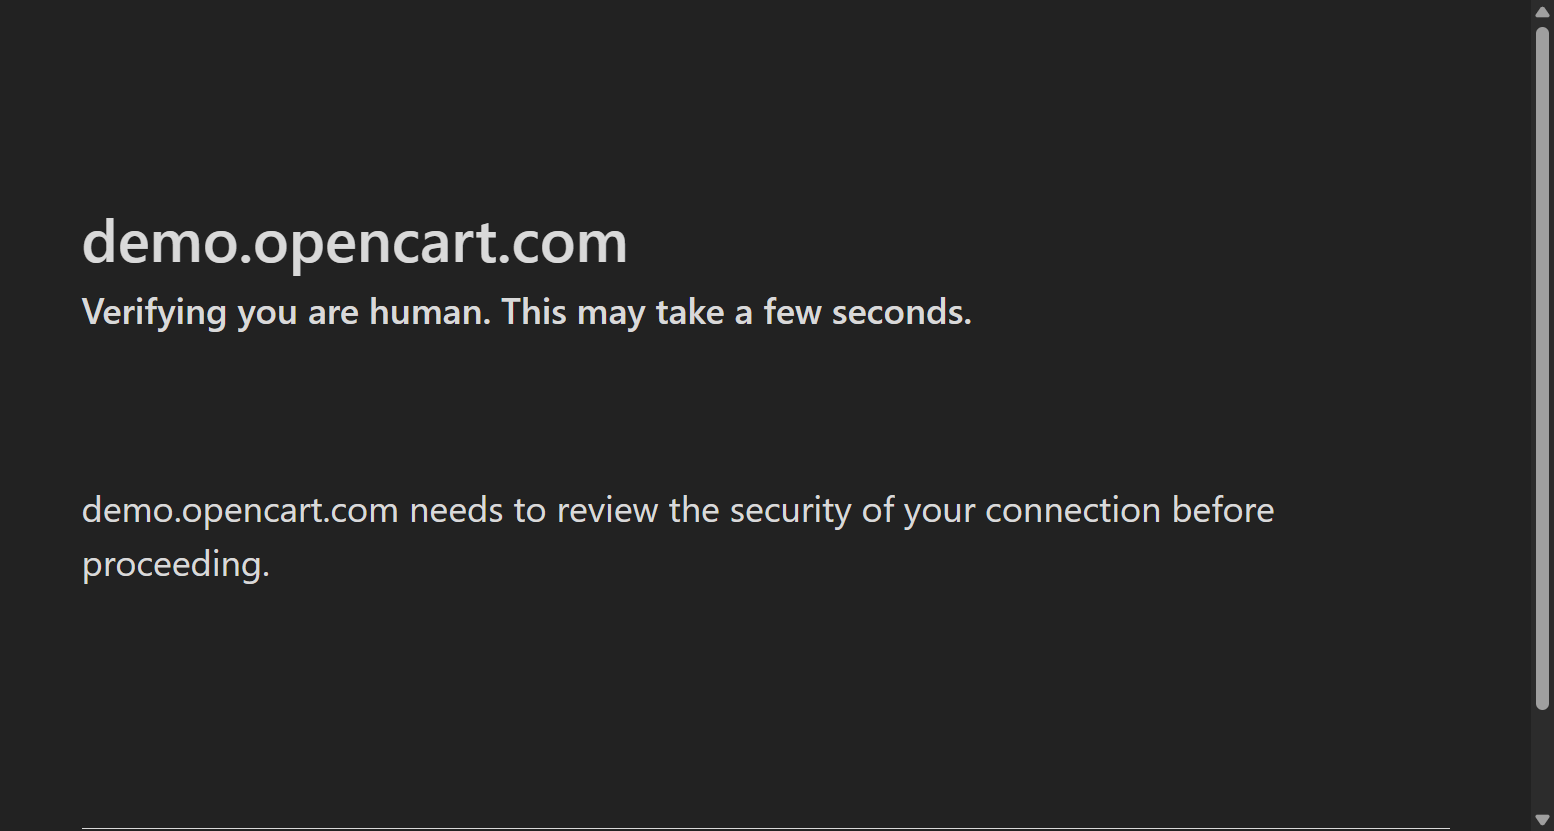 demo.opencart.com
Verifying you are human. This may take a few seconds.
demo.opencart.com needs to review the security of your connection before
proceeding.